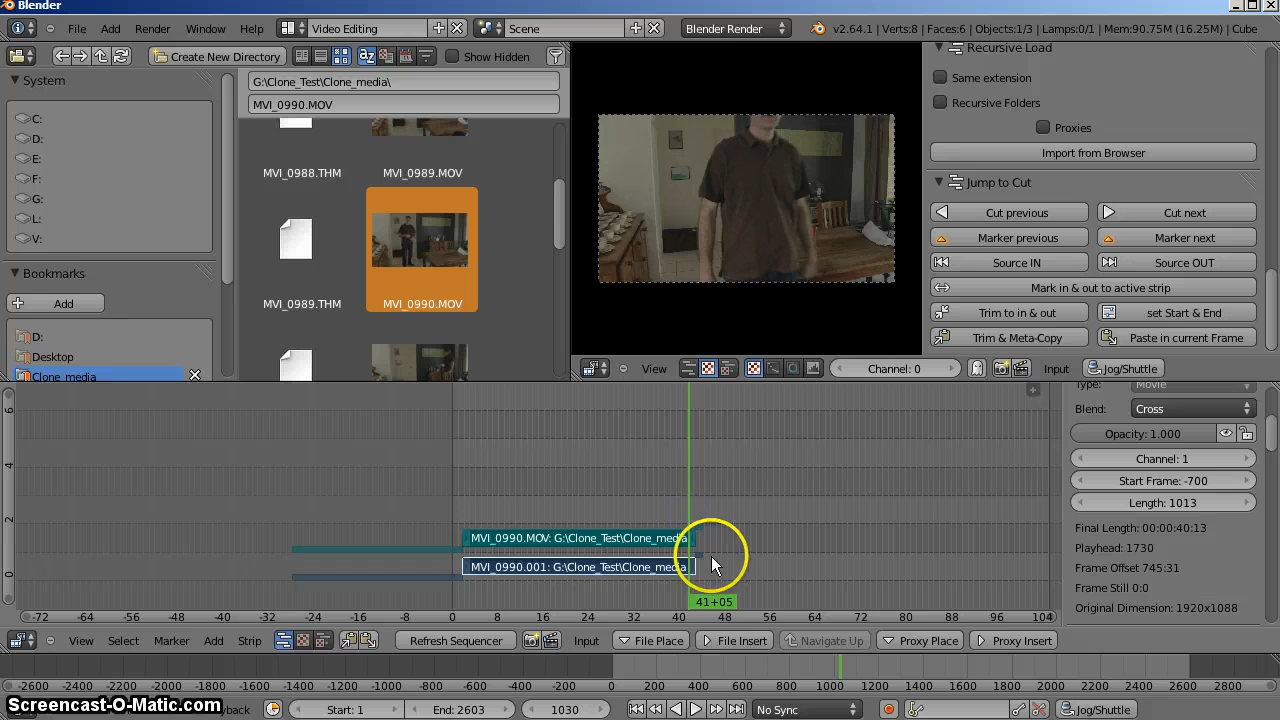 Blender
File Add Render Window Help Video Editing Scene Blender Render v2.64.1 | Verts:8 | Faces:6 | Objects:1/3 | Lamps:0/1 | Mem:90.75M (16.25M) | Cube
Create New Directory Show Hidden
System
C:
D:
E:
F:
G:
L:
V:
Bookmarks
Add
D:
Desktop
Clone_media
G:\Clone_Test\Clone_media\
MVI_0990.MOV
MVI_0988.THM MVI_0989.MOV
MVI_0989.THM MVI_0990.MOV
View Channel: 0 Input Jog/Shuttle
Recursive Load
Same extension
Recursive Folders
Proxies
Import from Browser
Jump to Cut
Cut previous Cut next
Marker previous Marker next
Source IN Source OUT
Mark in & out to active strip
Trim to in & out set Start & End
Trim & Meta-Copy Paste in current Frame
6
4
2
0
MVI_0990.MOV: G:\Clone_Test\Clone_media
MVI_0990.001: G:\Clone_Test\Clone_media
41+05
-72 -64 -56 -48 -40 -32 -24 -16 -8 0 8 16 24 32 40 48 56 64 72 80 88 96 104
Type: Movie
Blend: Cross
Opacity: 1.000
Channel: 1
Start Frame: -700
Length: 1013
Final Length: 00:00:40:13
Playhead: 1730
Frame Offset 745:31
Frame Still 0:0
Original Dimension: 1920x1088
View Select Marker Add Strip Refresh Sequencer Input File Place File Insert Navigate Up Proxy Place Proxy Insert
-2600 -2400 -2200 -2000 -1800 -1600 -1400 -1200 -1000 -800 -600 -400 -200 0 200 400 600 800 1000 1200 1400 1600 1800 2000 2200 2400 2600 2800
Screencast-O-Matic.com
Start: 1 End: 2603 1030 No Sync Jog/Shuttle